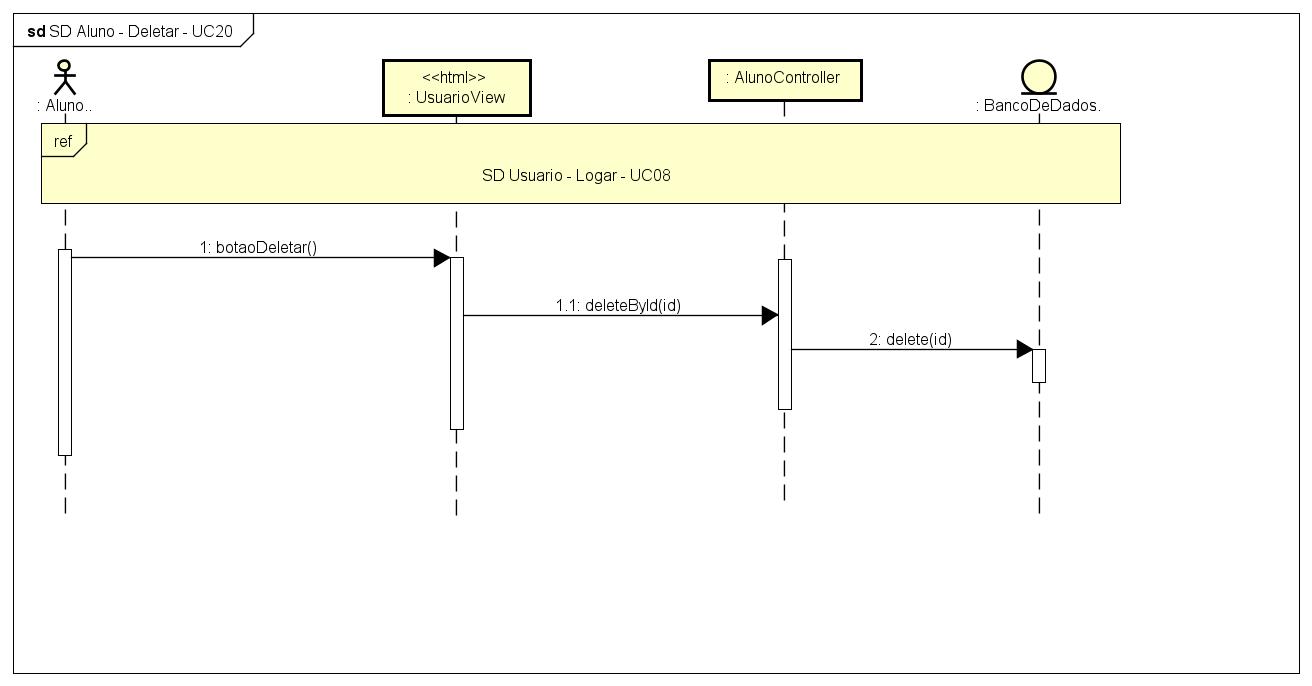 sd SD Aluno - Deletar - UC20
: Aluno..
<<html>>
: UsuarioView
: AlunoController
: BancoDeDados.
ref
SD Usuario - Logar - UC08
1: botaoDeletar()
1.1: deleteById(id)
2: delete(id)